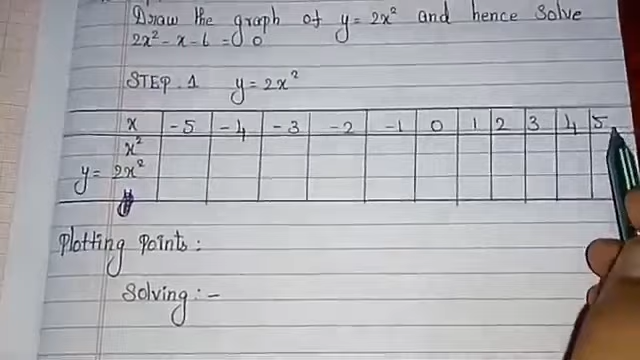 Draw the graph of y = 2x² and hence solve
2x² - x - 6 = 0
STEP. 1 y = 2x²
x -5 -4 -3 -2 -1 0 1 2 3 4 5
x²
y = 2x²
Plotting Points:
Solving :-